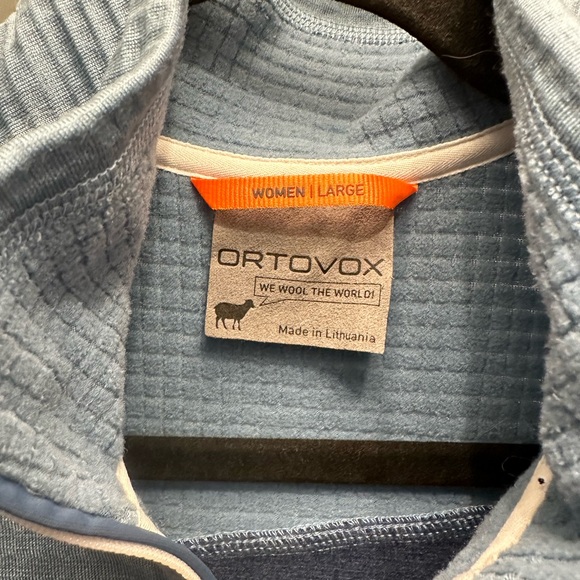 WOMEN | LARGE
ORTOVOX
WE WOOL THE WORLD!
Made in Lithuania